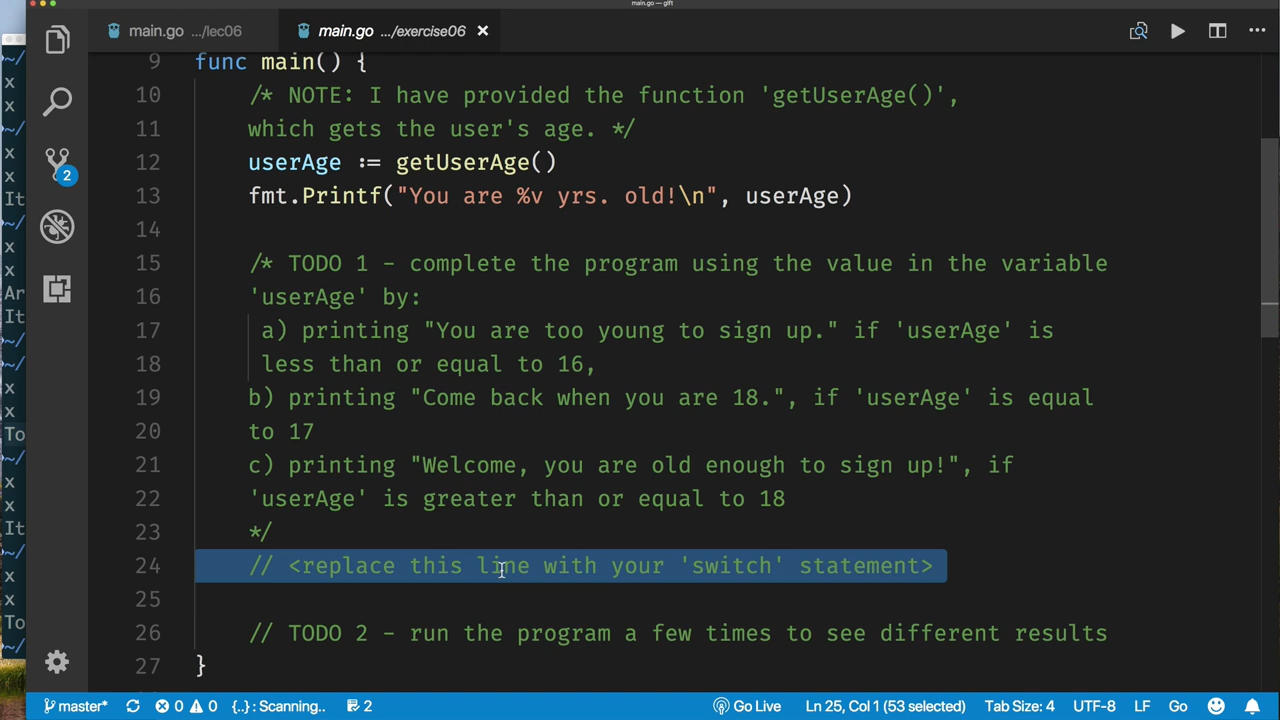 main.go — gift
main.go .../lec06
main.go .../exercise06
9 func main() {
10 /* NOTE: I have provided the function 'getUserAge()',
11 which gets the user's age. */
12 userAge := getUserAge()
13 fmt.Printf("You are %v yrs. old!\n", userAge)
14
15 /* TODO 1 - complete the program using the value in the variable
16 'userAge' by:
17 a) printing "You are too young to sign up." if 'userAge' is
18 less than or equal to 16,
19 b) printing "Come back when you are 18.", if 'userAge' is equal
20 to 17
21 c) printing "Welcome, you are old enough to sign up!", if
22 'userAge' is greater than or equal to 18
23 */
24 // <replace this line with your 'switch' statement>
25
26 // TODO 2 - run the program a few times to see different results
27 }
2
~/
x
x
~/
x
x
It
~/
x
x
Ar
It
~/
~/
x
x
To
~/
x
x
It
~/
x
x
To
~/
master* 0 0 {..} : Scanning.. 2 Go Live Ln 25, Col 1 (53 selected) Tab Size: 4 UTF-8 LF Go